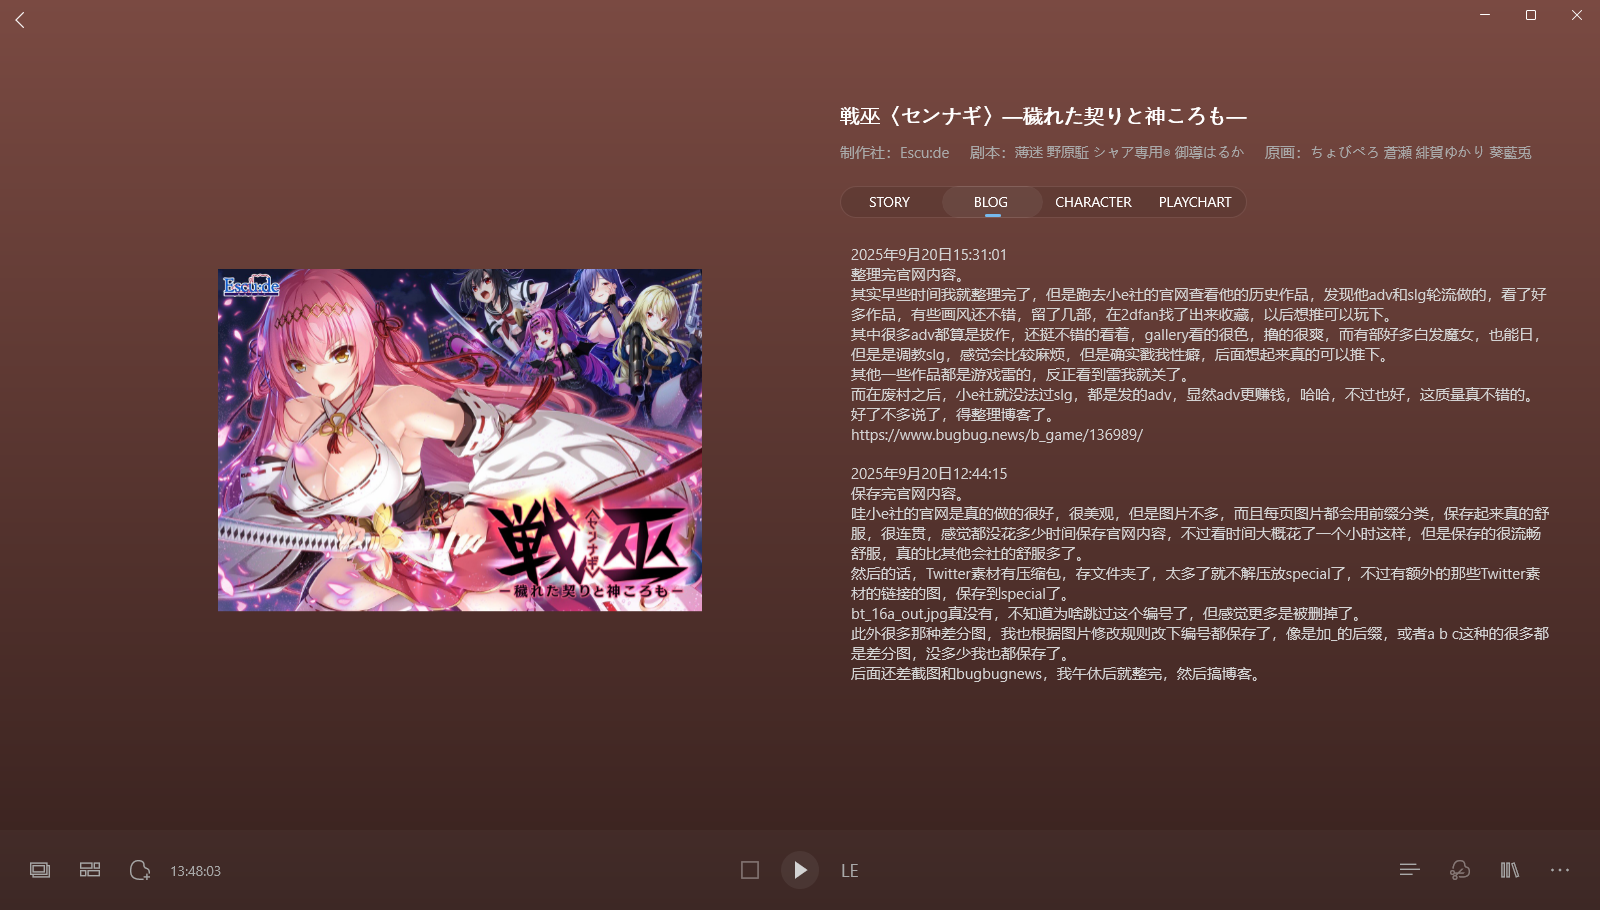 戦巫〈センナギ〉―穢れた契りと神ころも―
制作社：Escu:de 剧本：薄迷 野原駈 シャア専用◎ 御導はるか 原画：ちょびぺろ 蒼瀬 緋賀ゆかり 葵藍兎
STORY BLOG CHARACTER PLAYCHART
2025年9月20日15:31:01
整理完官网内容。
其实早些时间我就整理完了，但是跑去小e社的官网查看他的历史作品，发现他adv和slg轮流做的，看了好
多作品，有些画风还不错，留了几部，在2dfan找了出来收藏，以后想推可以玩下。
其中很多adv都算是拔作，还挺不错的看着，gallery看的很色，撸的很爽，而有部好多白发魔女，也能日，
但是是调教slg，感觉会比较麻烦，但是确实戳我性癖，后面想起来真的可以推下。
其他一些作品都是游戏雷的，反正看到雷我就关了。
而在废村之后，小e社就没法过slg，都是发的adv，显然adv更赚钱，哈哈，不过也好，这质量真不错的。
好了不多说了，得整理博客了。
https://www.bugbug.news/b_game/136989/
2025年9月20日12:44:15
保存完官网内容。
哇小e社的官网是真的做的很好，很美观，但是图片不多，而且每页图片都会用前缀分类，保存起来真的舒
服，很连贯，感觉都没花多少时间保存官网内容，不过看时间大概花了一个小时这样，但是保存的很流畅
舒服，真的比其他会社的舒服多了。
然后的话，Twitter素材有压缩包，存文件夹了，太多了就不解压放special了，不过有额外的那些Twitter素
材的链接的图，保存到special了。
bt_16a_out.jpg真没有，不知道为啥跳过这个编号了，但感觉更多是被删掉了。
此外很多那种差分图，我也根据图片修改规则改下编号都保存了，像是加_的后缀，或者a b c这种的很多都
是差分图，没多少我也都保存了。
后面还差截图和bugbugnews，我午休后就整完，然后搞博客。
Escu:de
戦巫
〈センナギ〉
―穢れた契りと神ころも―
13:48:03
LE